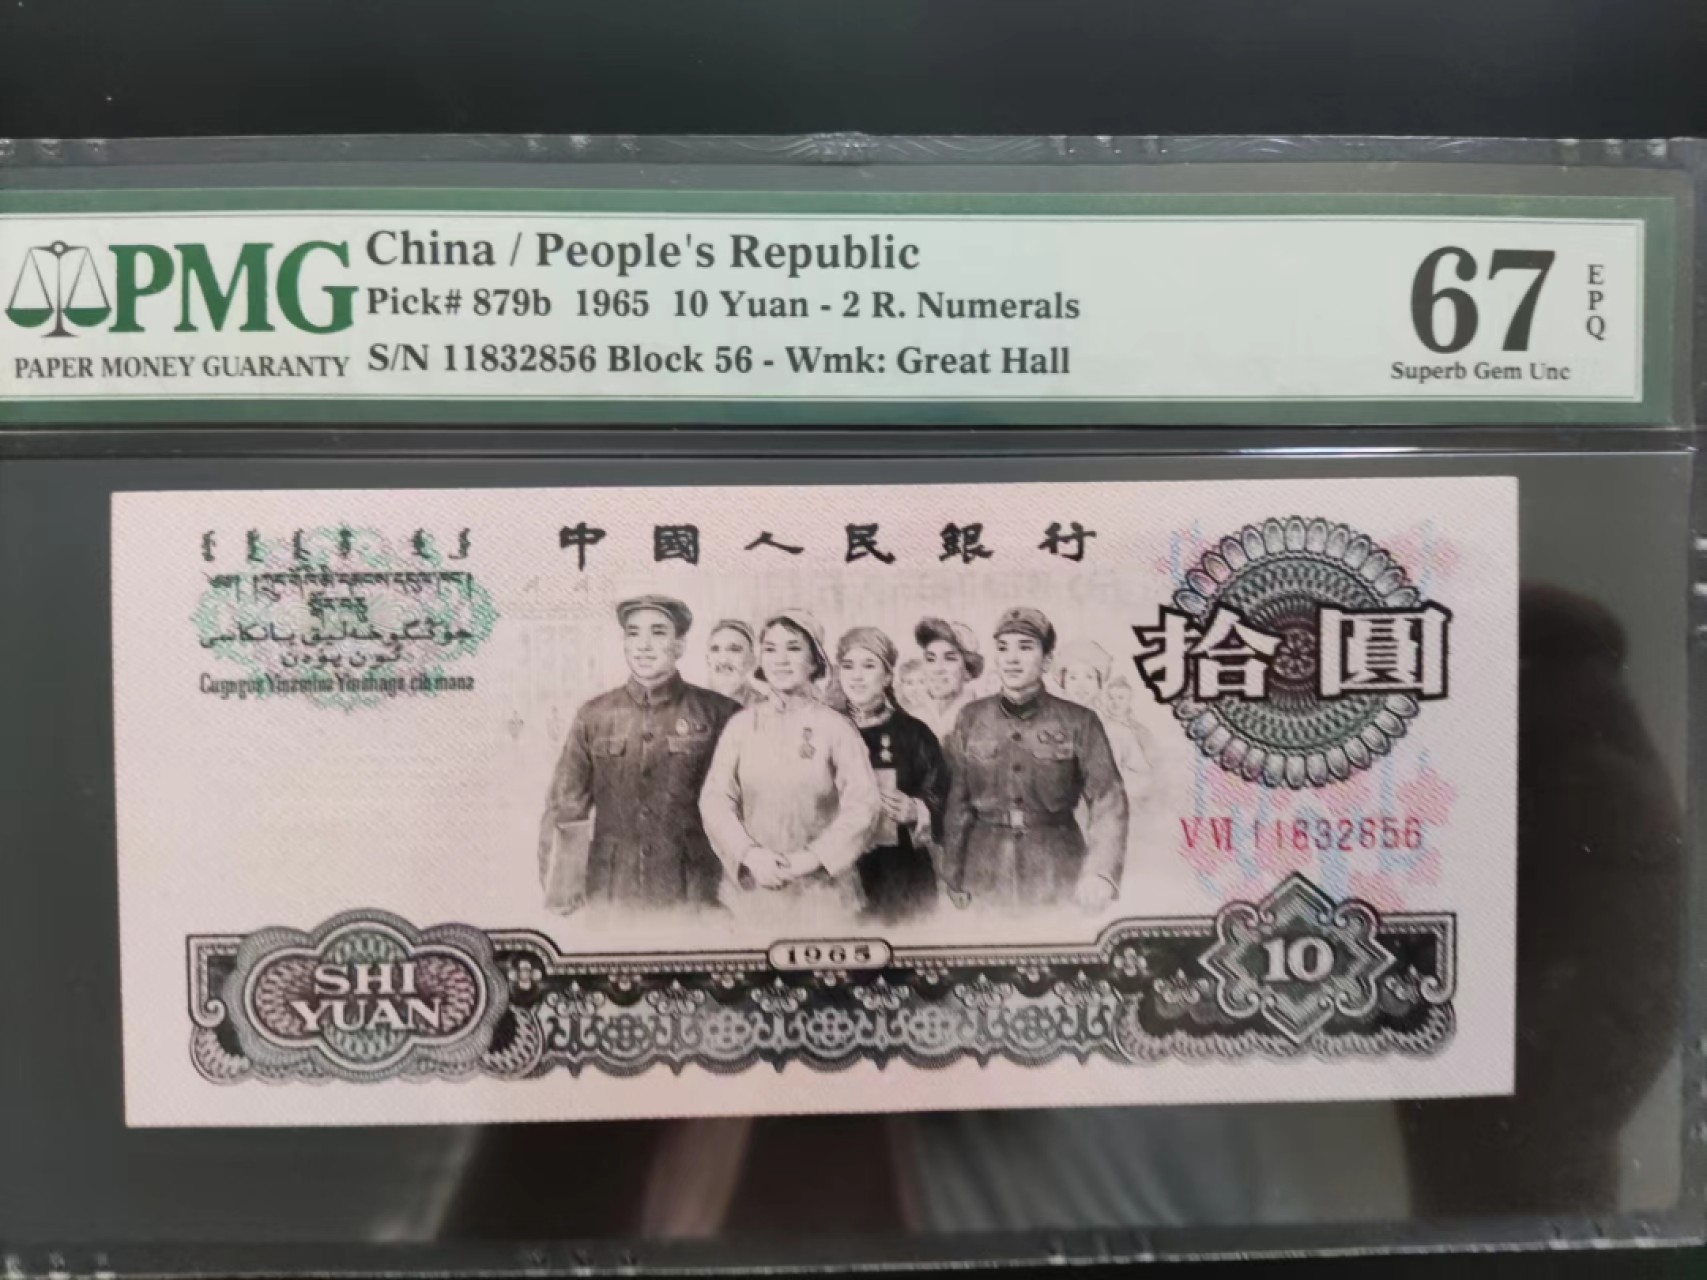 PMG
PAPER MONEY GUARANTY
China / People's Republic
Pick# 879b 1965 10 Yuan - 2 R. Numerals
S/N 11832856 Block 56 - Wmk: Great Hall
67
EPQ
Superb Gem Unc
中國人民銀行
拾圓
VVI 11832856
1965
SHI
YUAN
10